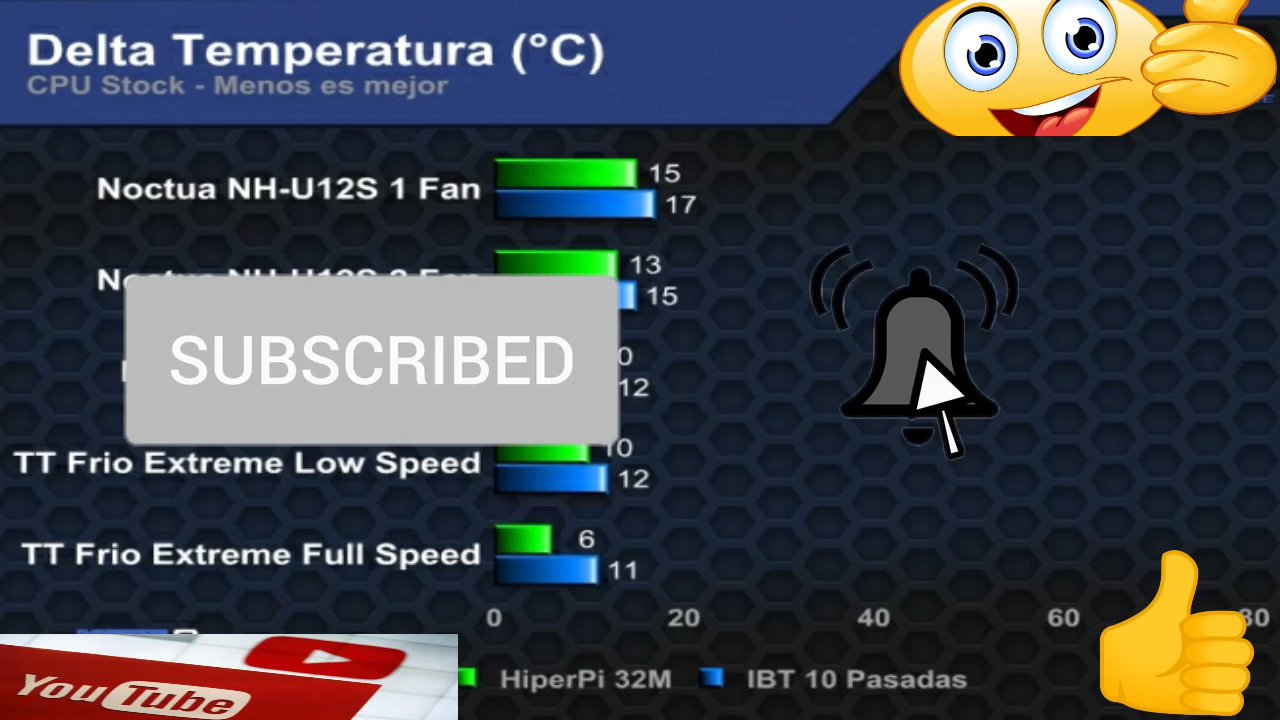 Delta Temperatura (°C)
CPU Stock - Menos es mejor
Noctua NH-U12S 1 Fan
15
17
13
15
SUBSCRIBED
12
TT Frio Extreme Low Speed
10
12
TT Frio Extreme Full Speed
6
11
0 20 40 60 80
YouTube
HiperPi 32M IBT 10 Pasadas